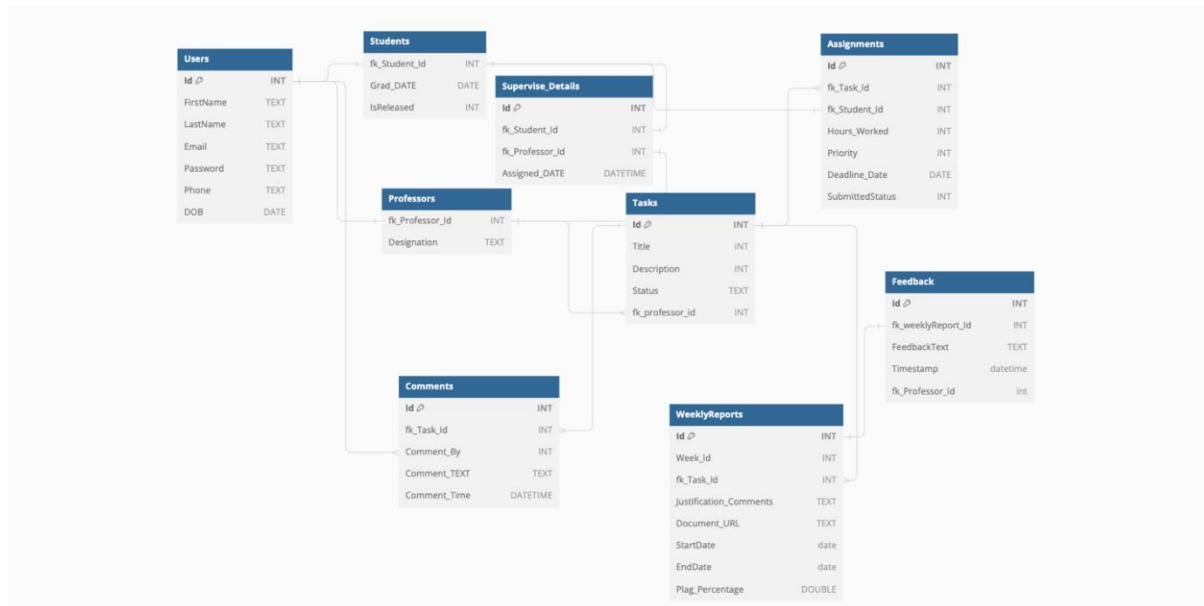 Users
Id INT
FirstName TEXT
LastName TEXT
Email TEXT
Password TEXT
Phone TEXT
DOB DATE
Students
fk_Student_Id INT
Grad_DATE DATE
IsReleased INT
Supervise_Details
Id INT
fk_Student_Id INT
fk_Professor_Id INT
Assigned_DATE DATETIME
Assignments
Id INT
fk_Task_Id INT
fk_Student_Id INT
Hours_Worked INT
Priority INT
Deadline_Date DATE
SubmittedStatus INT
Professors
fk_Professor_Id INT
Designation TEXT
Tasks
Id INT
Title INT
Description INT
Status TEXT
fk_professor_id INT
Feedback
Id INT
fk_weeklyReport_Id INT
FeedbackText TEXT
Timestamp datetime
fk_Professor_Id int
Comments
Id INT
fk_Task_Id INT
Comment_By INT
Comment_TEXT TEXT
Comment_Time DATETIME
WeeklyReports
Id INT
Week_Id INT
fk_Task_Id INT
Justification_Comments TEXT
Document_URL TEXT
StartDate date
EndDate date
Plag_Percentage DOUBLE